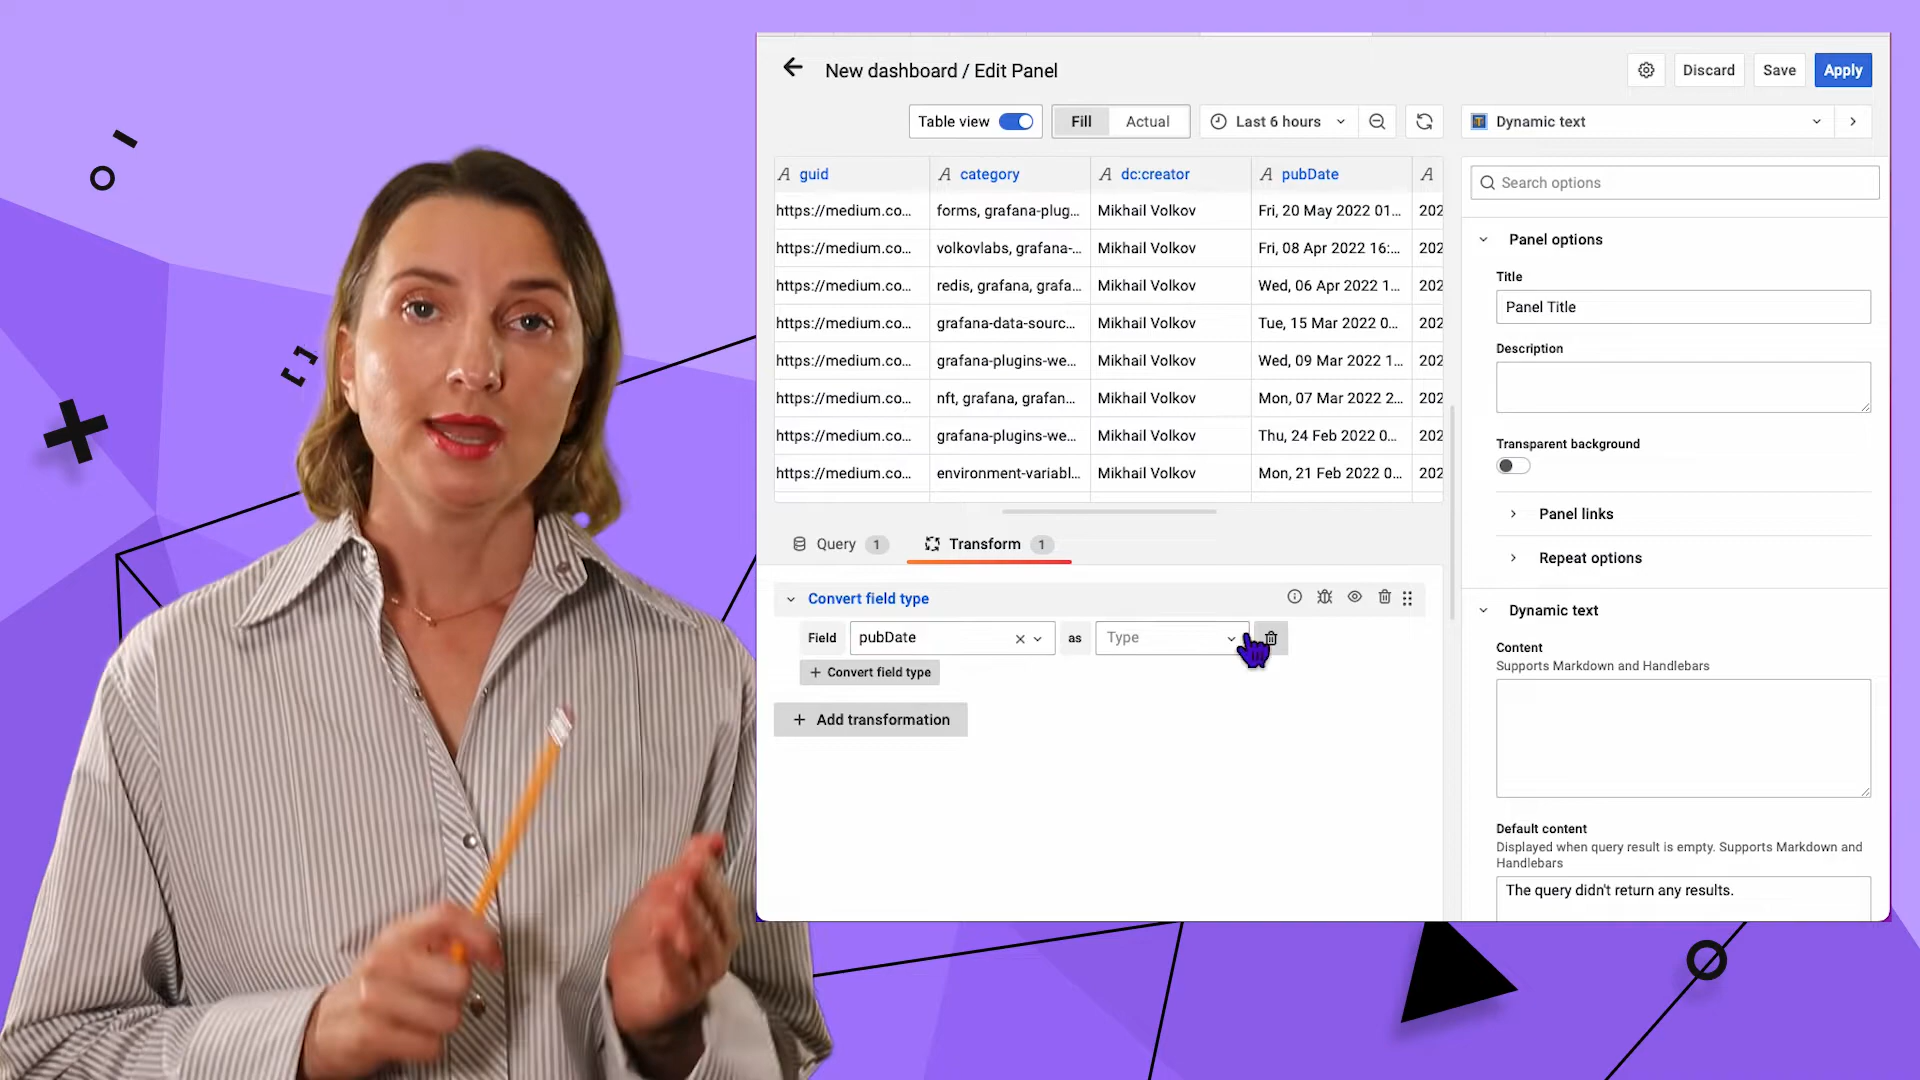 New dashboard / Edit Panel
Discard
Save
Apply
Table view
Fill
Actual
Last 6 hours
Dynamic text
A guid
A category
A dc:creator
A pubDate
A
https://medium.co...
forms, grafana-plug...
Mikhail Volkov
Fri, 20 May 2022 01...
202
https://medium.co...
volkovlabs, grafana-...
Mikhail Volkov
Fri, 08 Apr 2022 16:...
202
https://medium.co...
redis, grafana, grafa...
Mikhail Volkov
Wed, 06 Apr 2022 1...
202
https://medium.co...
grafana-data-sourc...
Mikhail Volkov
Tue, 15 Mar 2022 0...
202
https://medium.co...
grafana-plugins-we...
Mikhail Volkov
Wed, 09 Mar 2022 1...
202
https://medium.co...
nft, grafana, grafan...
Mikhail Volkov
Mon, 07 Mar 2022 2...
202
https://medium.co...
grafana-plugins-we...
Mikhail Volkov
Thu, 24 Feb 2022 0...
202
https://medium.co...
environment-variabl...
Mikhail Volkov
Mon, 21 Feb 2022 0...
202
Query 1
Transform 1
Convert field type
Field
pubDate
as
Type
+ Convert field type
+ Add transformation
Search options
Panel options
Title
Panel Title
Description
Transparent background
Panel links
Repeat options
Dynamic text
Content
Supports Markdown and Handlebars
Default content
Displayed when query result is empty. Supports Markdown and
Handlebars
The query didn't return any results.